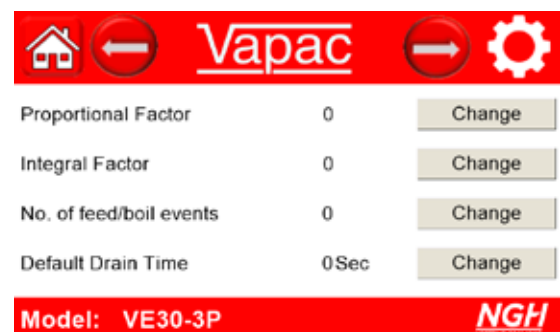 Vapac
Proportional Factor 0 Change
Integral Factor 0 Change
No. of feed/boil events 0 Change
Default Drain Time 0Sec Change
Model: VE30-3P NGH